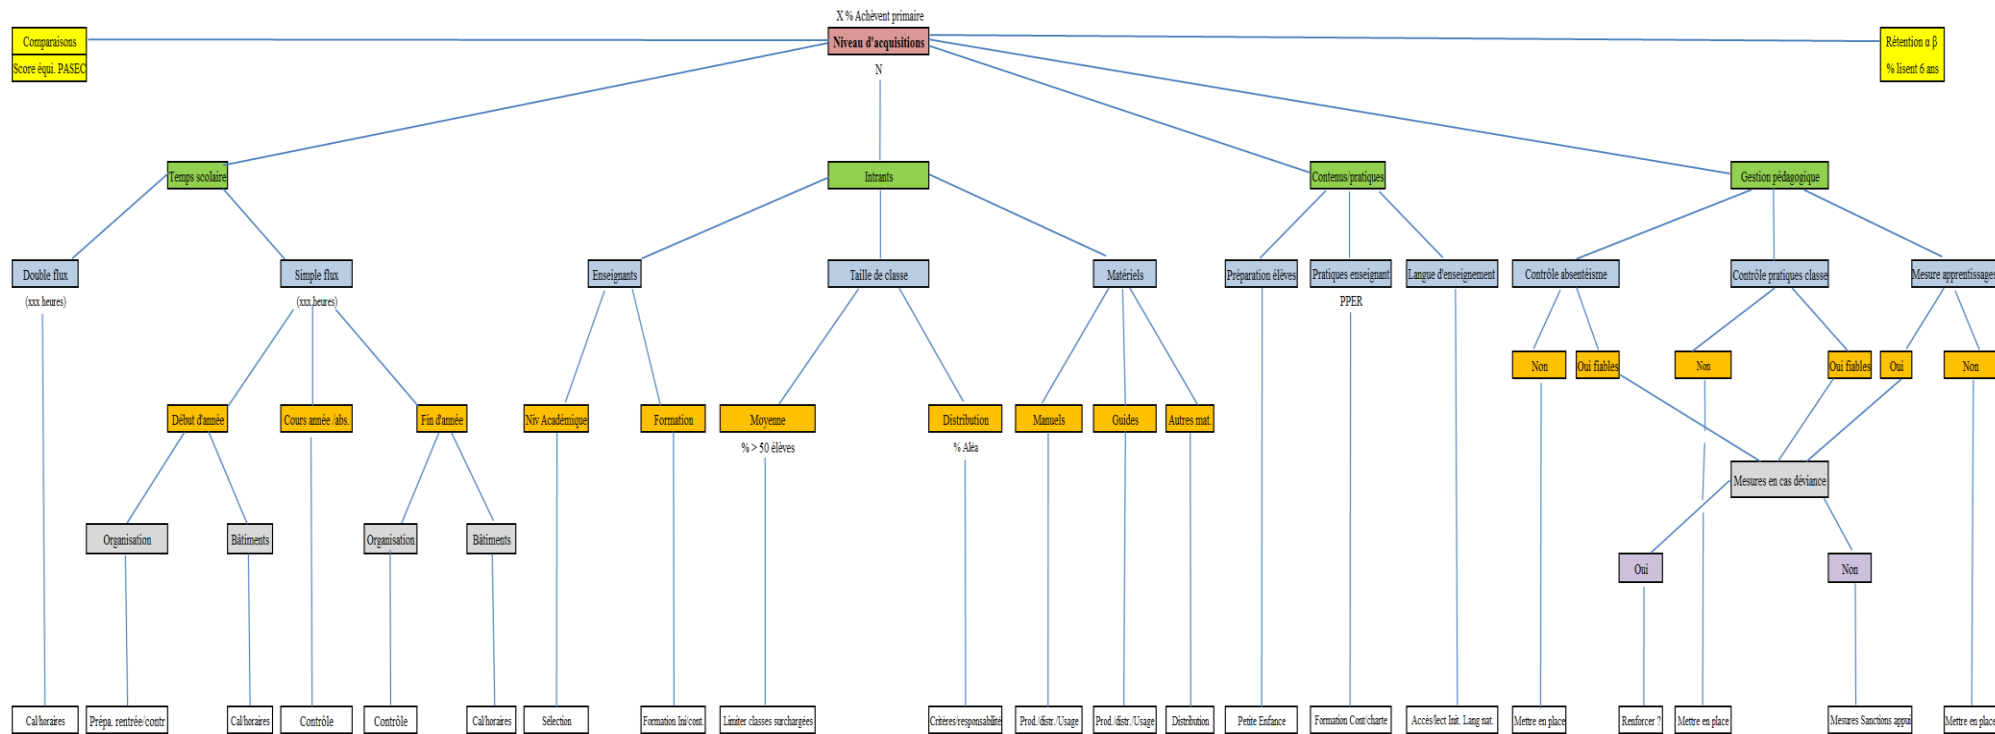 X % Achèvent primaire
Comparaisons
Niveau d'acquisitions
Rétention α β
Score équi. PASEC
N
% lisent 6 ans
Temps scolaire
Intrants
Contenus/pratiques
Gestion pédagogique
Double flux
Simple flux
Enseignants
Taille de classe
Matériels
Préparation élèves
Pratiques enseignant
Langue d'enseignement
Contrôle absentéisme
Contrôle pratiques classe
Mesure apprentissages
(xxx heures)
(xxx heures)
PPER
Non
Oui fiables
Non
Oui fiables
Oui
Non
Début d'année
Cours année /abs.
Fin d'année
Niv Académique
Formation
Moyenne
Distribution
Manuels
Guides
Autres mat.
% > 50 élèves
% Aléa
Mesures en cas déviance
Organisation
Bâtiments
Organisation
Bâtiments
Oui
Non
Cal/horaires
Prépa. rentrée/contr
Cal/horaires
Contrôle
Contrôle
Cal/horaires
Sélection
Formation Ini/cont.
Limiter classes surchargées
Critères/responsabilité
Prod./distr./Usage
Prod./distr./Usage
Distribution
Petite Enfance
Formation Cont/charte
Accès/lect Init. Lang nat.
Mettre en place
Renforcer ?
Mettre en place
Mesures Sanctions appui
Mettre en place